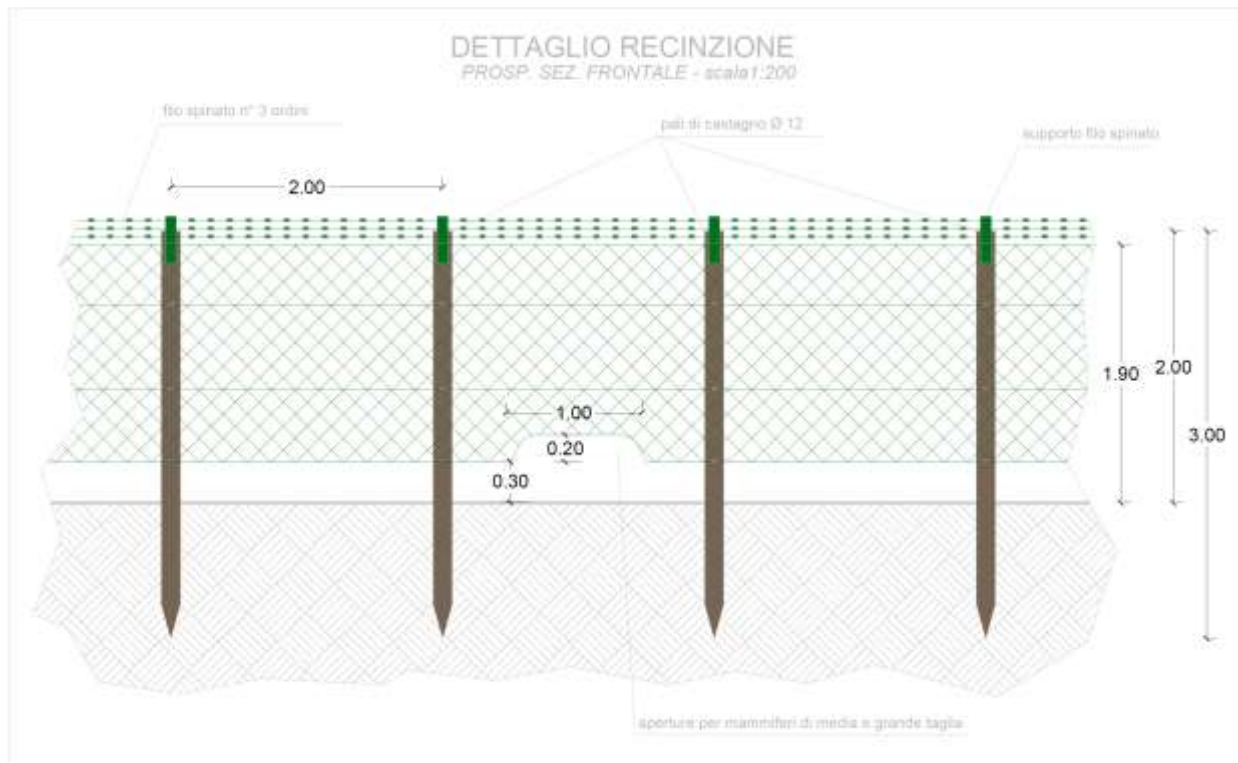 DETTAGLIO RECINZIONE
PROSP. SEZ. FRONTALE - scala1:200
filo spinato n° 3 ordini
pali di castagno Ø 12
supporto filo spinato
2.00
1.90
2.00
3.00
1.00
0.20
0.30
aperture per mammiferi di media e grande taglia